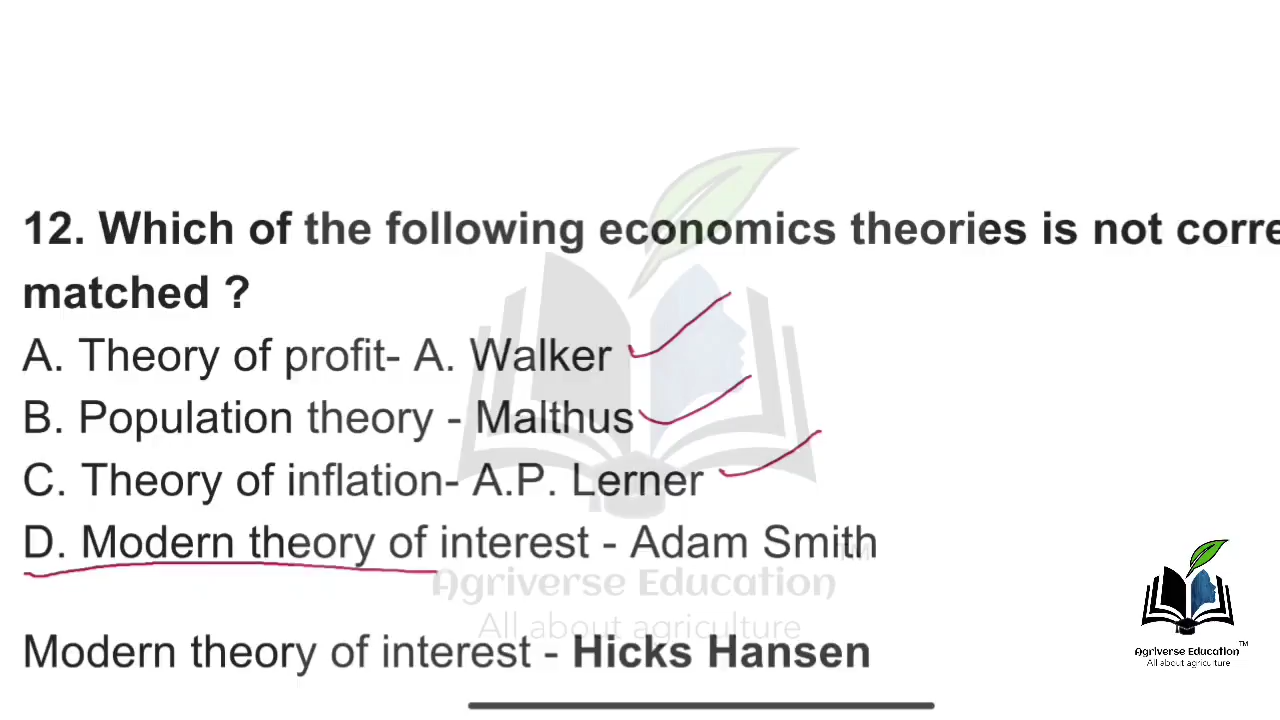 12. Which of the following economics theories is not corre
matched ?
A. Theory of profit- A. Walker
B. Population theory - Malthus
C. Theory of inflation- A.P. Lerner
D. Modern theory of interest - Adam Smith
TM
Agriverse Education
All about agriculture
Modern theory of interest - Hicks Hansen
Agriverse Education TM
All about agriculture